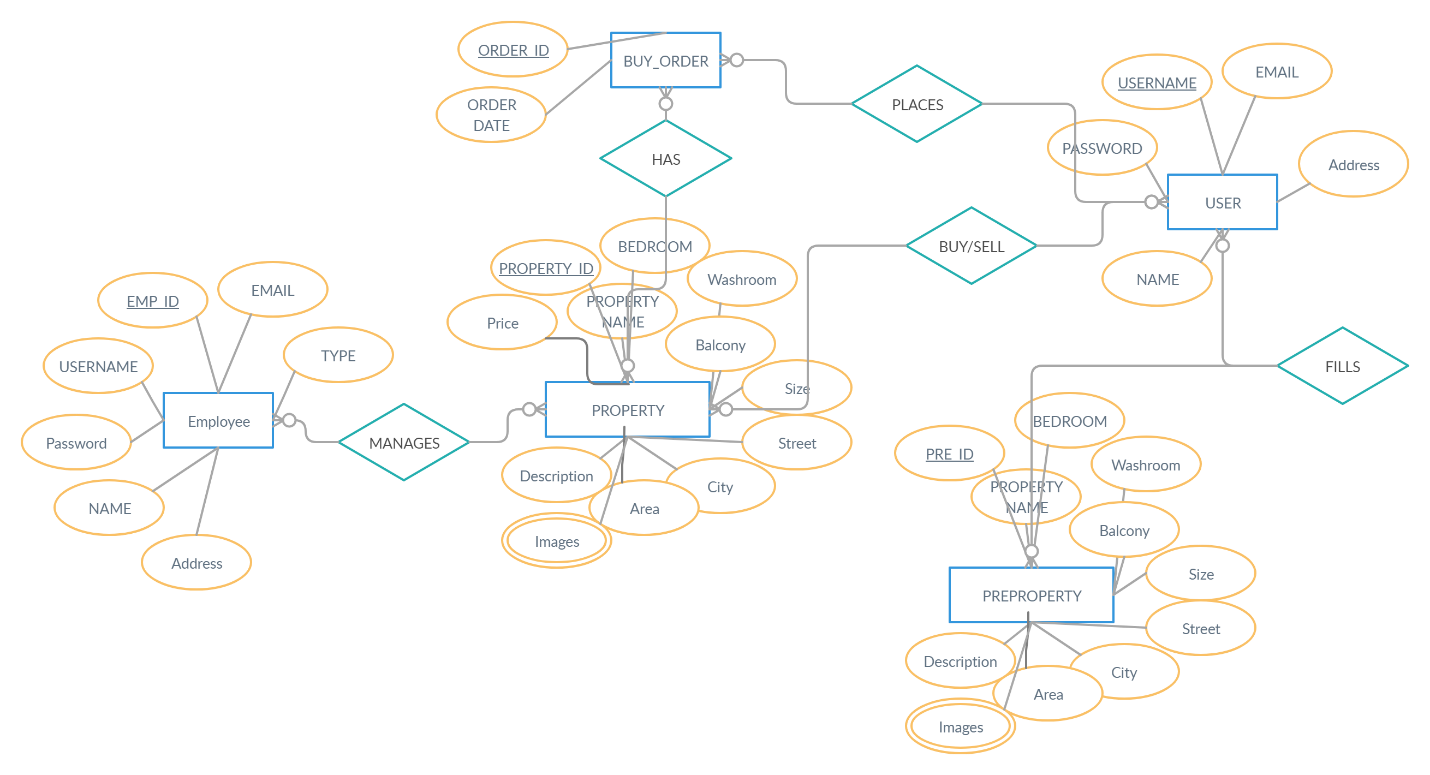 ORDER_ID
BUY_ORDER
ORDER
DATE
PLACES
USERNAME
EMAIL
PASSWORD
Address
USER
NAME
HAS
BUY/SELL
BEDROOM
PROPERTY_ID
Washroom
PROPERTY
NAME
Price
Balcony
Size
PROPERTY
Street
Description
City
Area
Images
EMP_ID
EMAIL
USERNAME
TYPE
Employee
Password
NAME
Address
MANAGES
FILLS
BEDROOM
PRE_ID
Washroom
PROPERTY
NAME
Balcony
Size
PREPROPERTY
Street
Description
City
Area
Images